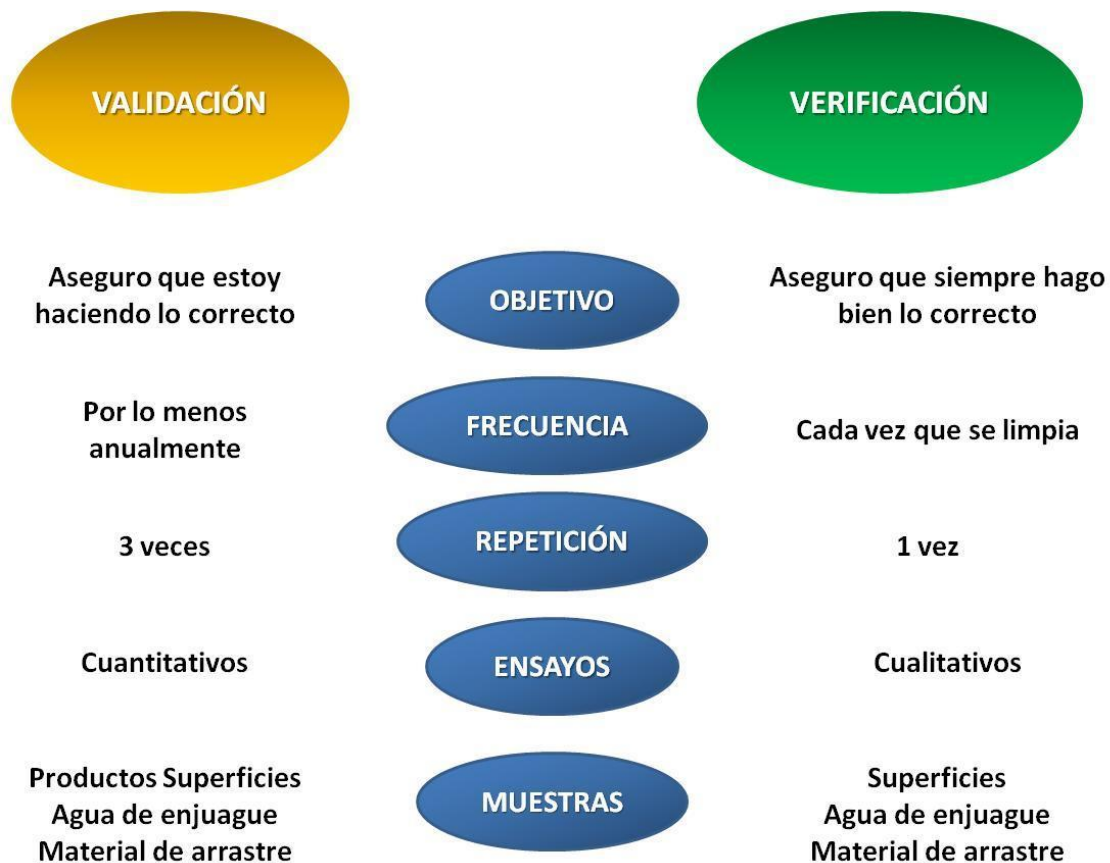 VALIDACIÓN
VERIFICACIÓN
Aseguro que estoy
haciendo lo correcto
OBJETIVO
Aseguro que siempre hago
bien lo correcto
Por lo menos
anualmente
FRECUENCIA
Cada vez que se limpia
3 veces
REPETICIÓN
1 vez
Cuantitativos
ENSAYOS
Cualitativos
Productos Superficies
Agua de enjuague
Material de arrastre
MUESTRAS
Superficies
Agua de enjuague
Material de arrastre